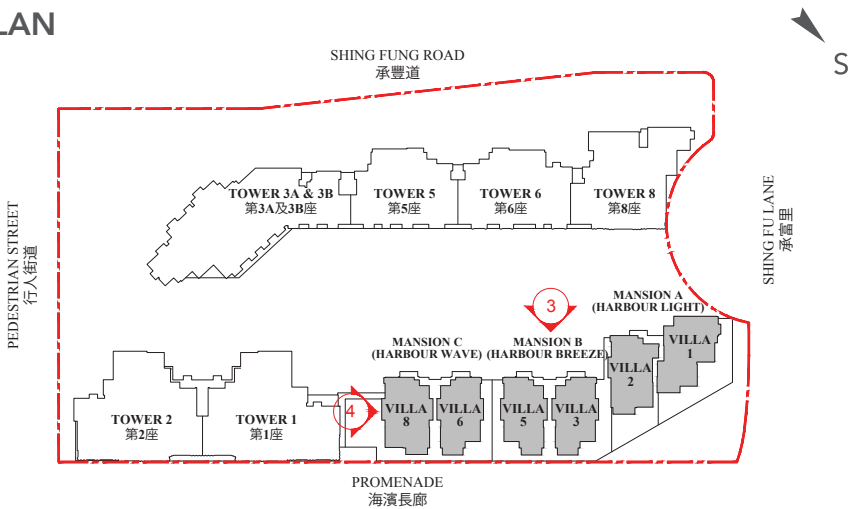 LAN
S
SHING FUNG ROAD
承豐道
PEDESTRIAN STREET
行人街道
SHING FU LANE
承富里
TOWER 3A & 3B
第3A及3B座
TOWER 5
第5座
TOWER 6
第6座
TOWER 8
第8座
3
MANSION A
(HARBOUR LIGHT)
MANSION C
(HARBOUR WAVE)
MANSION B
(HARBOUR BREEZE)
VILLA
1
VILLA
2
TOWER 2
第2座
TOWER 1
第1座
4
VILLA
8
VILLA
6
VILLA
5
VILLA
3
PROMENADE
海濱長廊